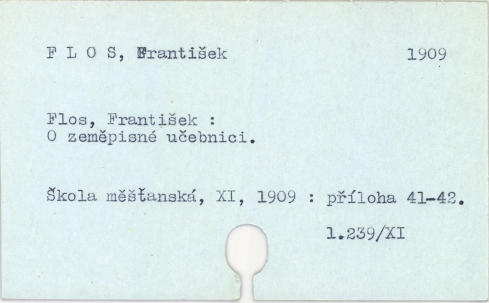 F L O S, František 1909
Flos, František :
O zeměpisné učebnici.
Škola měšťanská, XI, 1909 : příloha 41-42.
1.239/XI